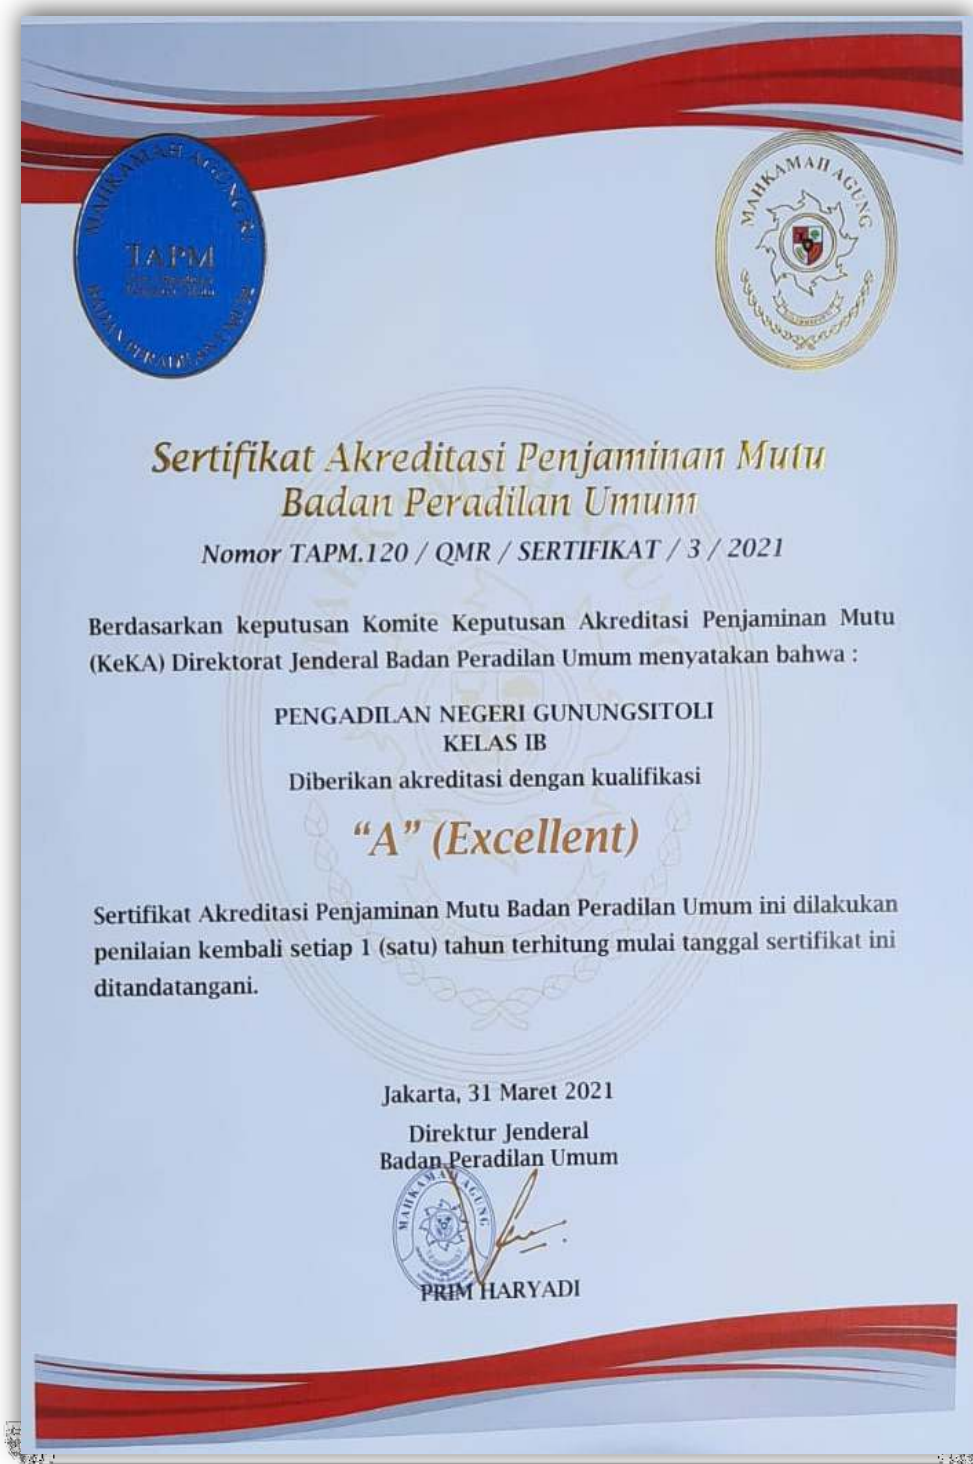 MAHKAMAH AGUNG RI
TAPM
BADAN PERADILAN UMUM
MAHKAMAH AGUNG
Sertifikat Akreditasi Penjaminan Mutu
Badan Peradilan Umum
Nomor TAPM.120 / QMR / SERTIFIKAT / 3 / 2021
Berdasarkan keputusan Komite Keputusan Akreditasi Penjaminan Mutu
(KeKA) Direktorat Jenderal Badan Peradilan Umum menyatakan bahwa :
PENGADILAN NEGERI GUNUNGSITOLI
KELAS IB
Diberikan akreditasi dengan kualifikasi
“A” (Excellent)
Sertifikat Akreditasi Penjaminan Mutu Badan Peradilan Umum ini dilakukan
penilaian kembali setiap 1 (satu) tahun terhitung mulai tanggal sertifikat ini
ditandatangani.
Jakarta, 31 Maret 2021
Direktur Jenderal
Badan Peradilan Umum
MAHKAMAH AGUNG
PRIM HARYADI